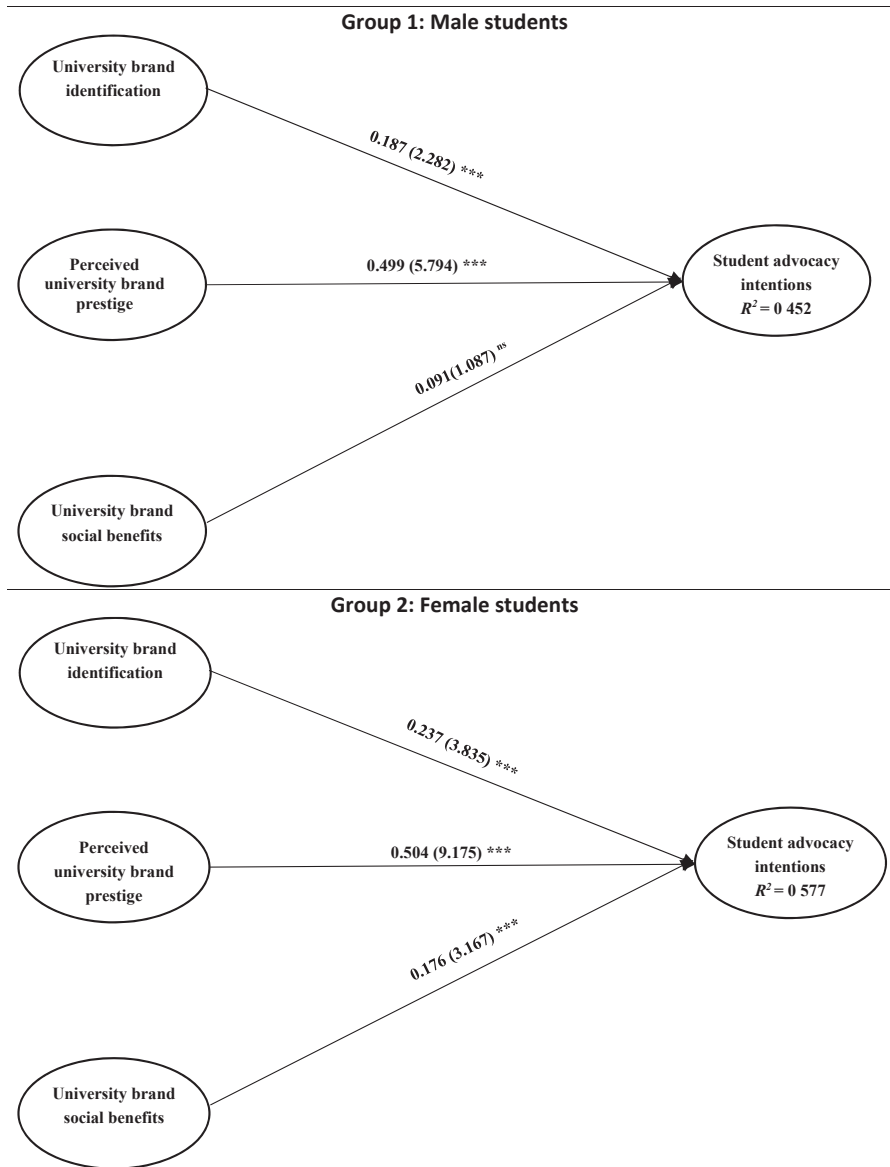 Group 1: Male students
University brand
identification
0.187 (2.282) ***
Perceived
university brand
prestige
0.499 (5.794) ***
Student advocacy
intentions
R² = 0 452
0.091(1.087) ns
University brand
social benefits
Group 2: Female students
University brand
identification
0.237 (3.835) ***
Perceived
university brand
prestige
0.504 (9.175) ***
Student advocacy
intentions
R² = 0 577
0.176 (3.167) ***
University brand
social benefits